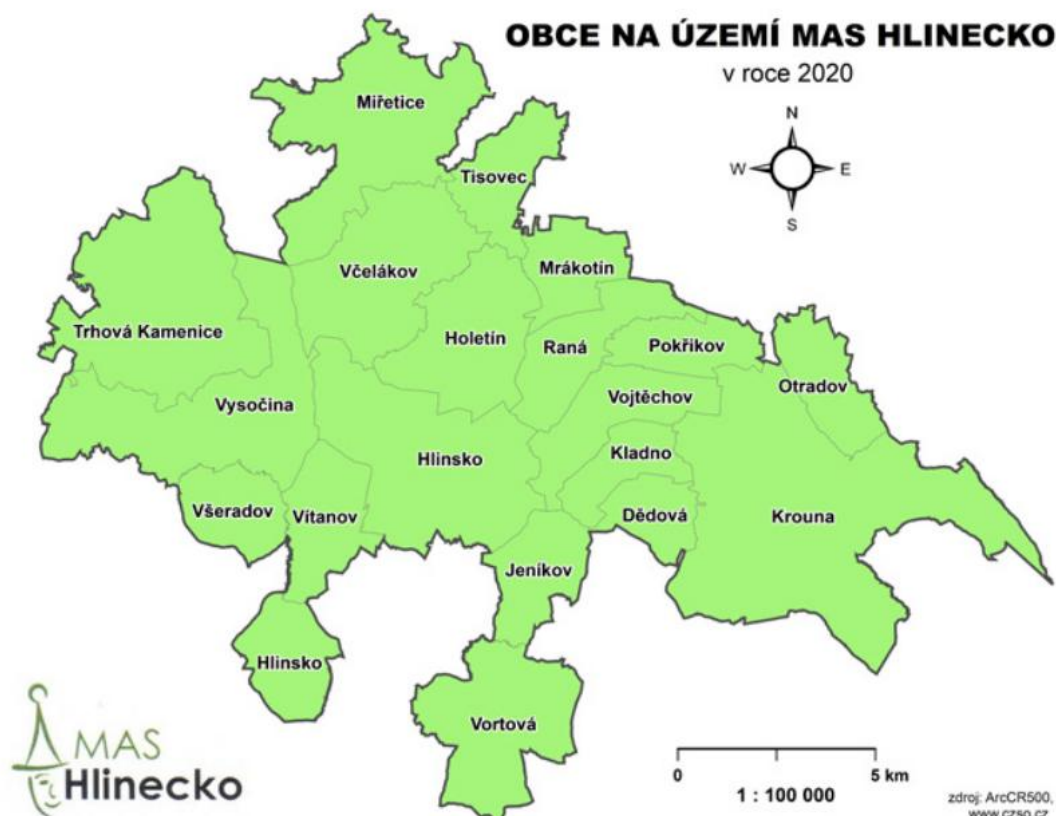 OBCE NA ÚZEMÍ MAS HLINECKO
v roce 2020
N
W E
S
Miřetice
Tisovec
Včelákov
Mrákotín
Trhová Kamenice
Holetín
Raná
Pokřikov
Otradov
Vysočina
Vojtěchov
Hlinsko
Kladno
Všeradov
Vítanov
Dědová
Krouna
Jeníkov
Hlinsko
Vortová
MAS
Hlinecko
0 5 km
1 : 100 000
zdroj: ArcCR500,
www.czso.cz